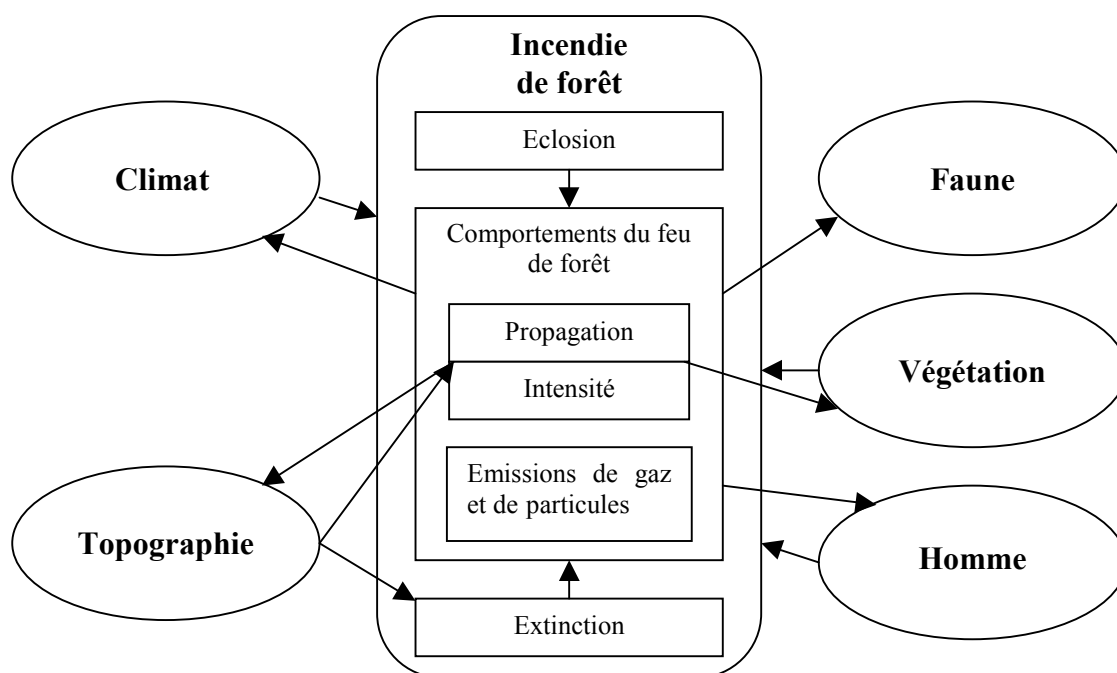 Incendie
de forêt
Eclosion
Climat
Faune
Comportements du feu
de forêt
Propagation
Végétation
Intensité
Emissions de gaz
et de particules
Topographie
Homme
Extinction